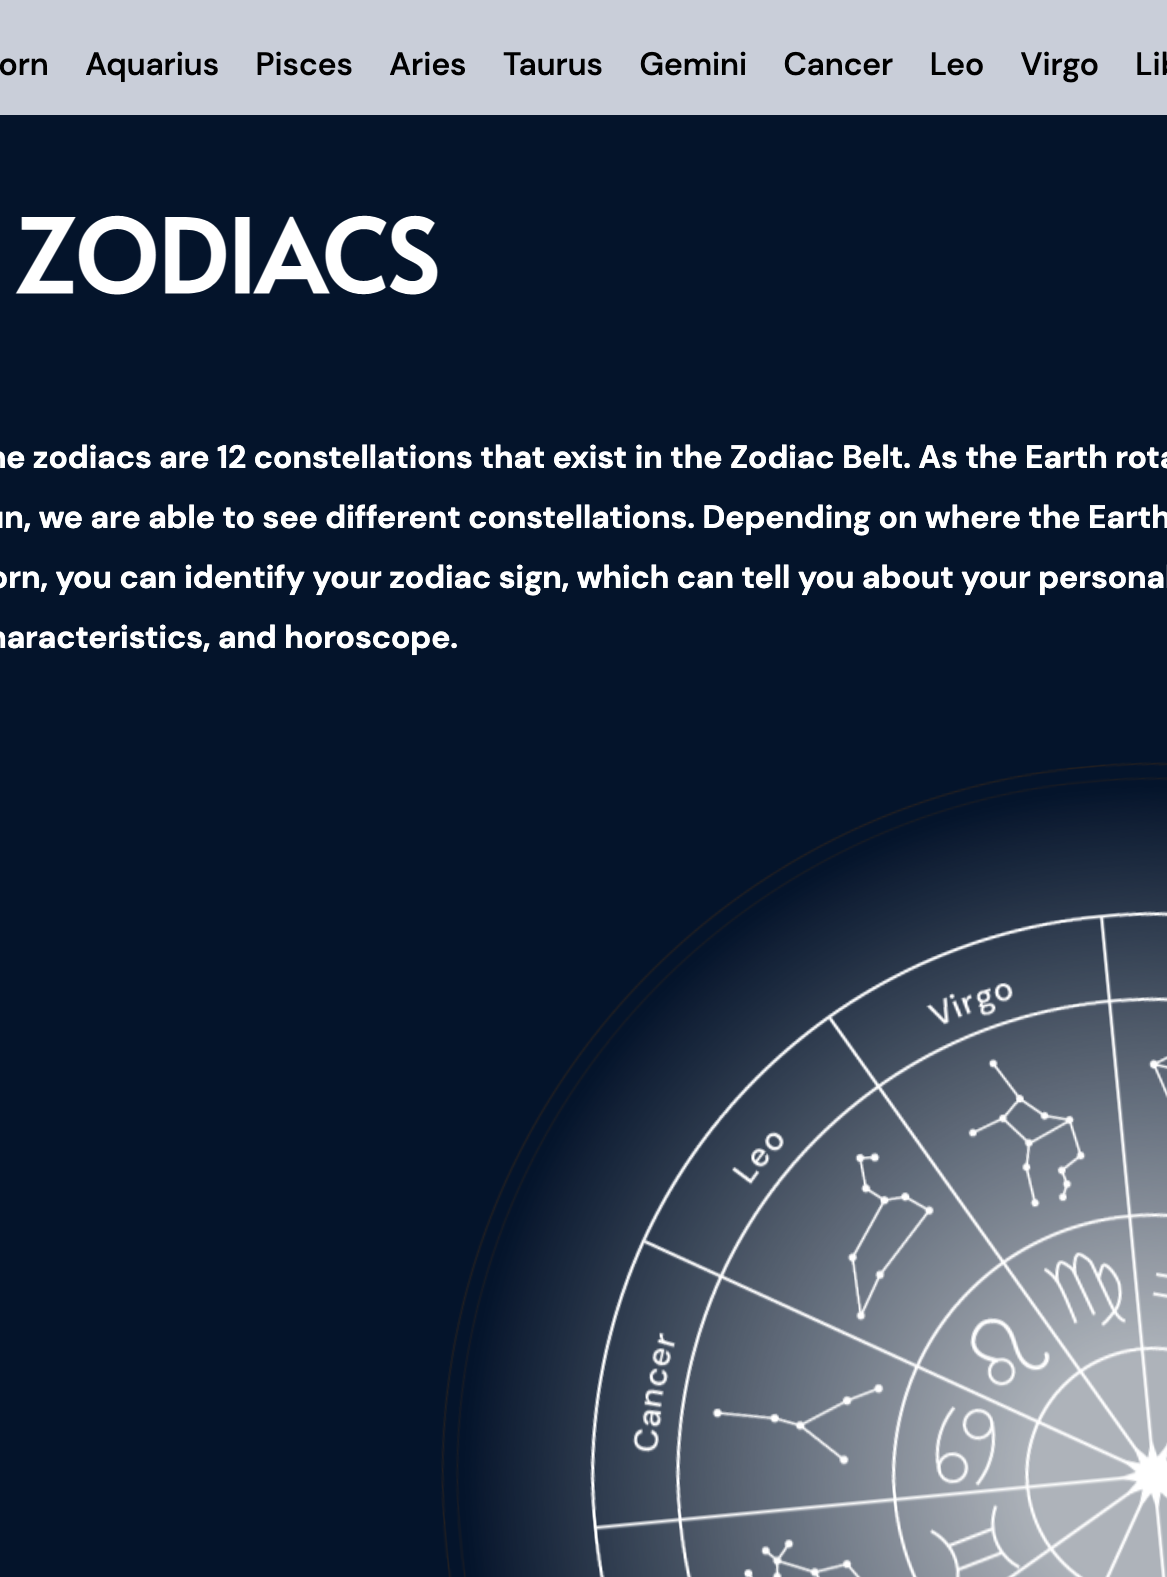 orn Aquarius Pisces Aries Taurus Gemini Cancer Leo Virgo Lib
ZODIACS
he zodiacs are 12 constellations that exist in the Zodiac Belt. As the Earth rota
un, we are able to see different constellations. Depending on where the Earth
orn, you can identify your zodiac sign, which can tell you about your personal
haracteristics, and horoscope.
Virgo
Leo
Cancer